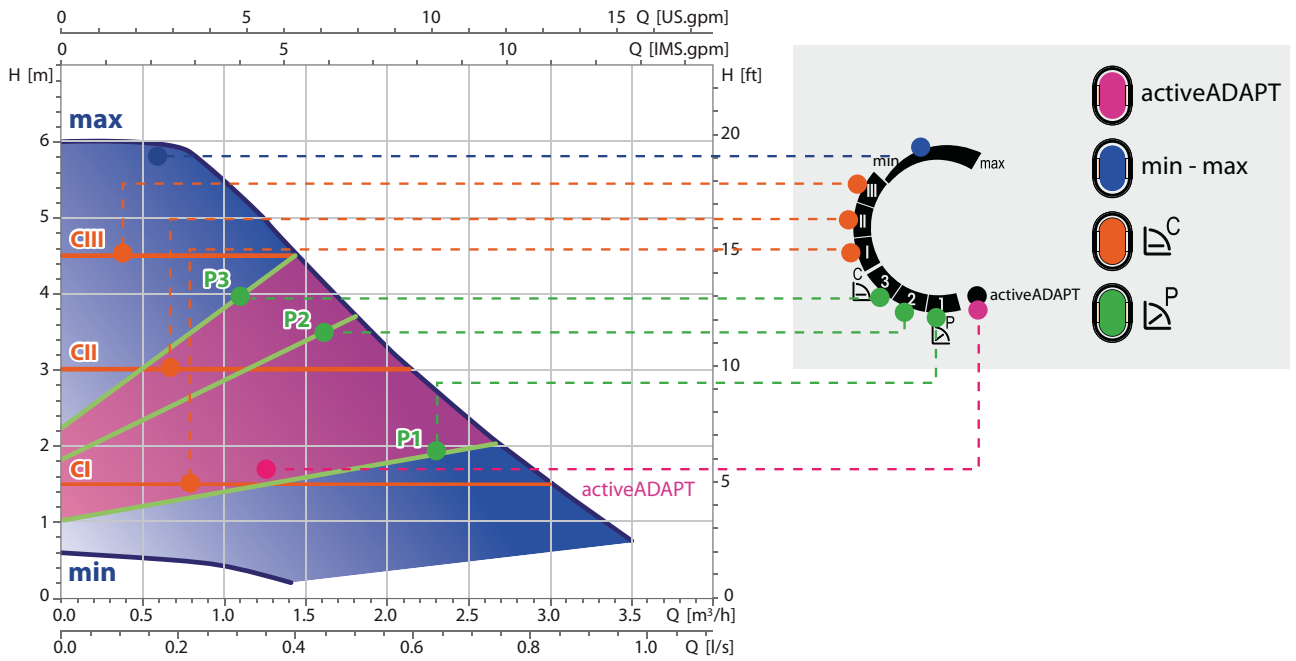 0 5 10 15 Q [US.gpm]
0 5 10 Q [IMS.gpm]
H [m]
H [ft]
max
6
5
4
3
2
1
0
20
15
10
5
0
CIII
P3
P2
CII
P1
CI
activeADAPT
min
0.0 0.5 1.0 1.5 2.0 2.5 3.0 3.5 Q [m³/h]
0.0 0.2 0.4 0.6 0.8 1.0 Q [l/s]
min
max
III
II
I
C
3
2
1
P
activeADAPT
activeADAPT
min - max
C
P